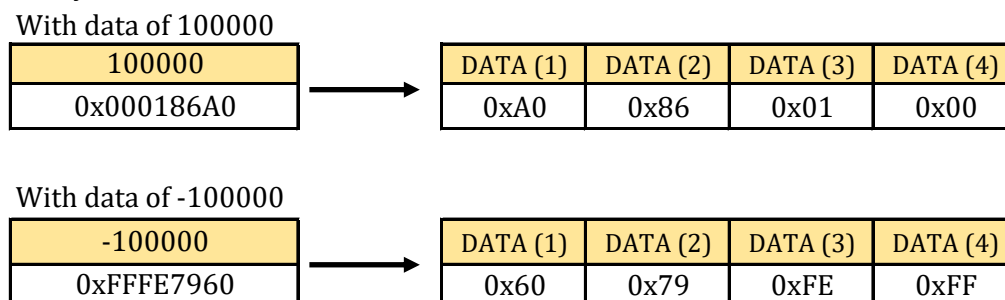 With data of 100000
100000 DATA (1) DATA (2) DATA (3) DATA (4)
0x000186A0 0xA0 0x86 0x01 0x00
With data of -100000
-100000 DATA (1) DATA (2) DATA (3) DATA (4)
0xFFFE7960 0x60 0x79 0xFE 0xFF